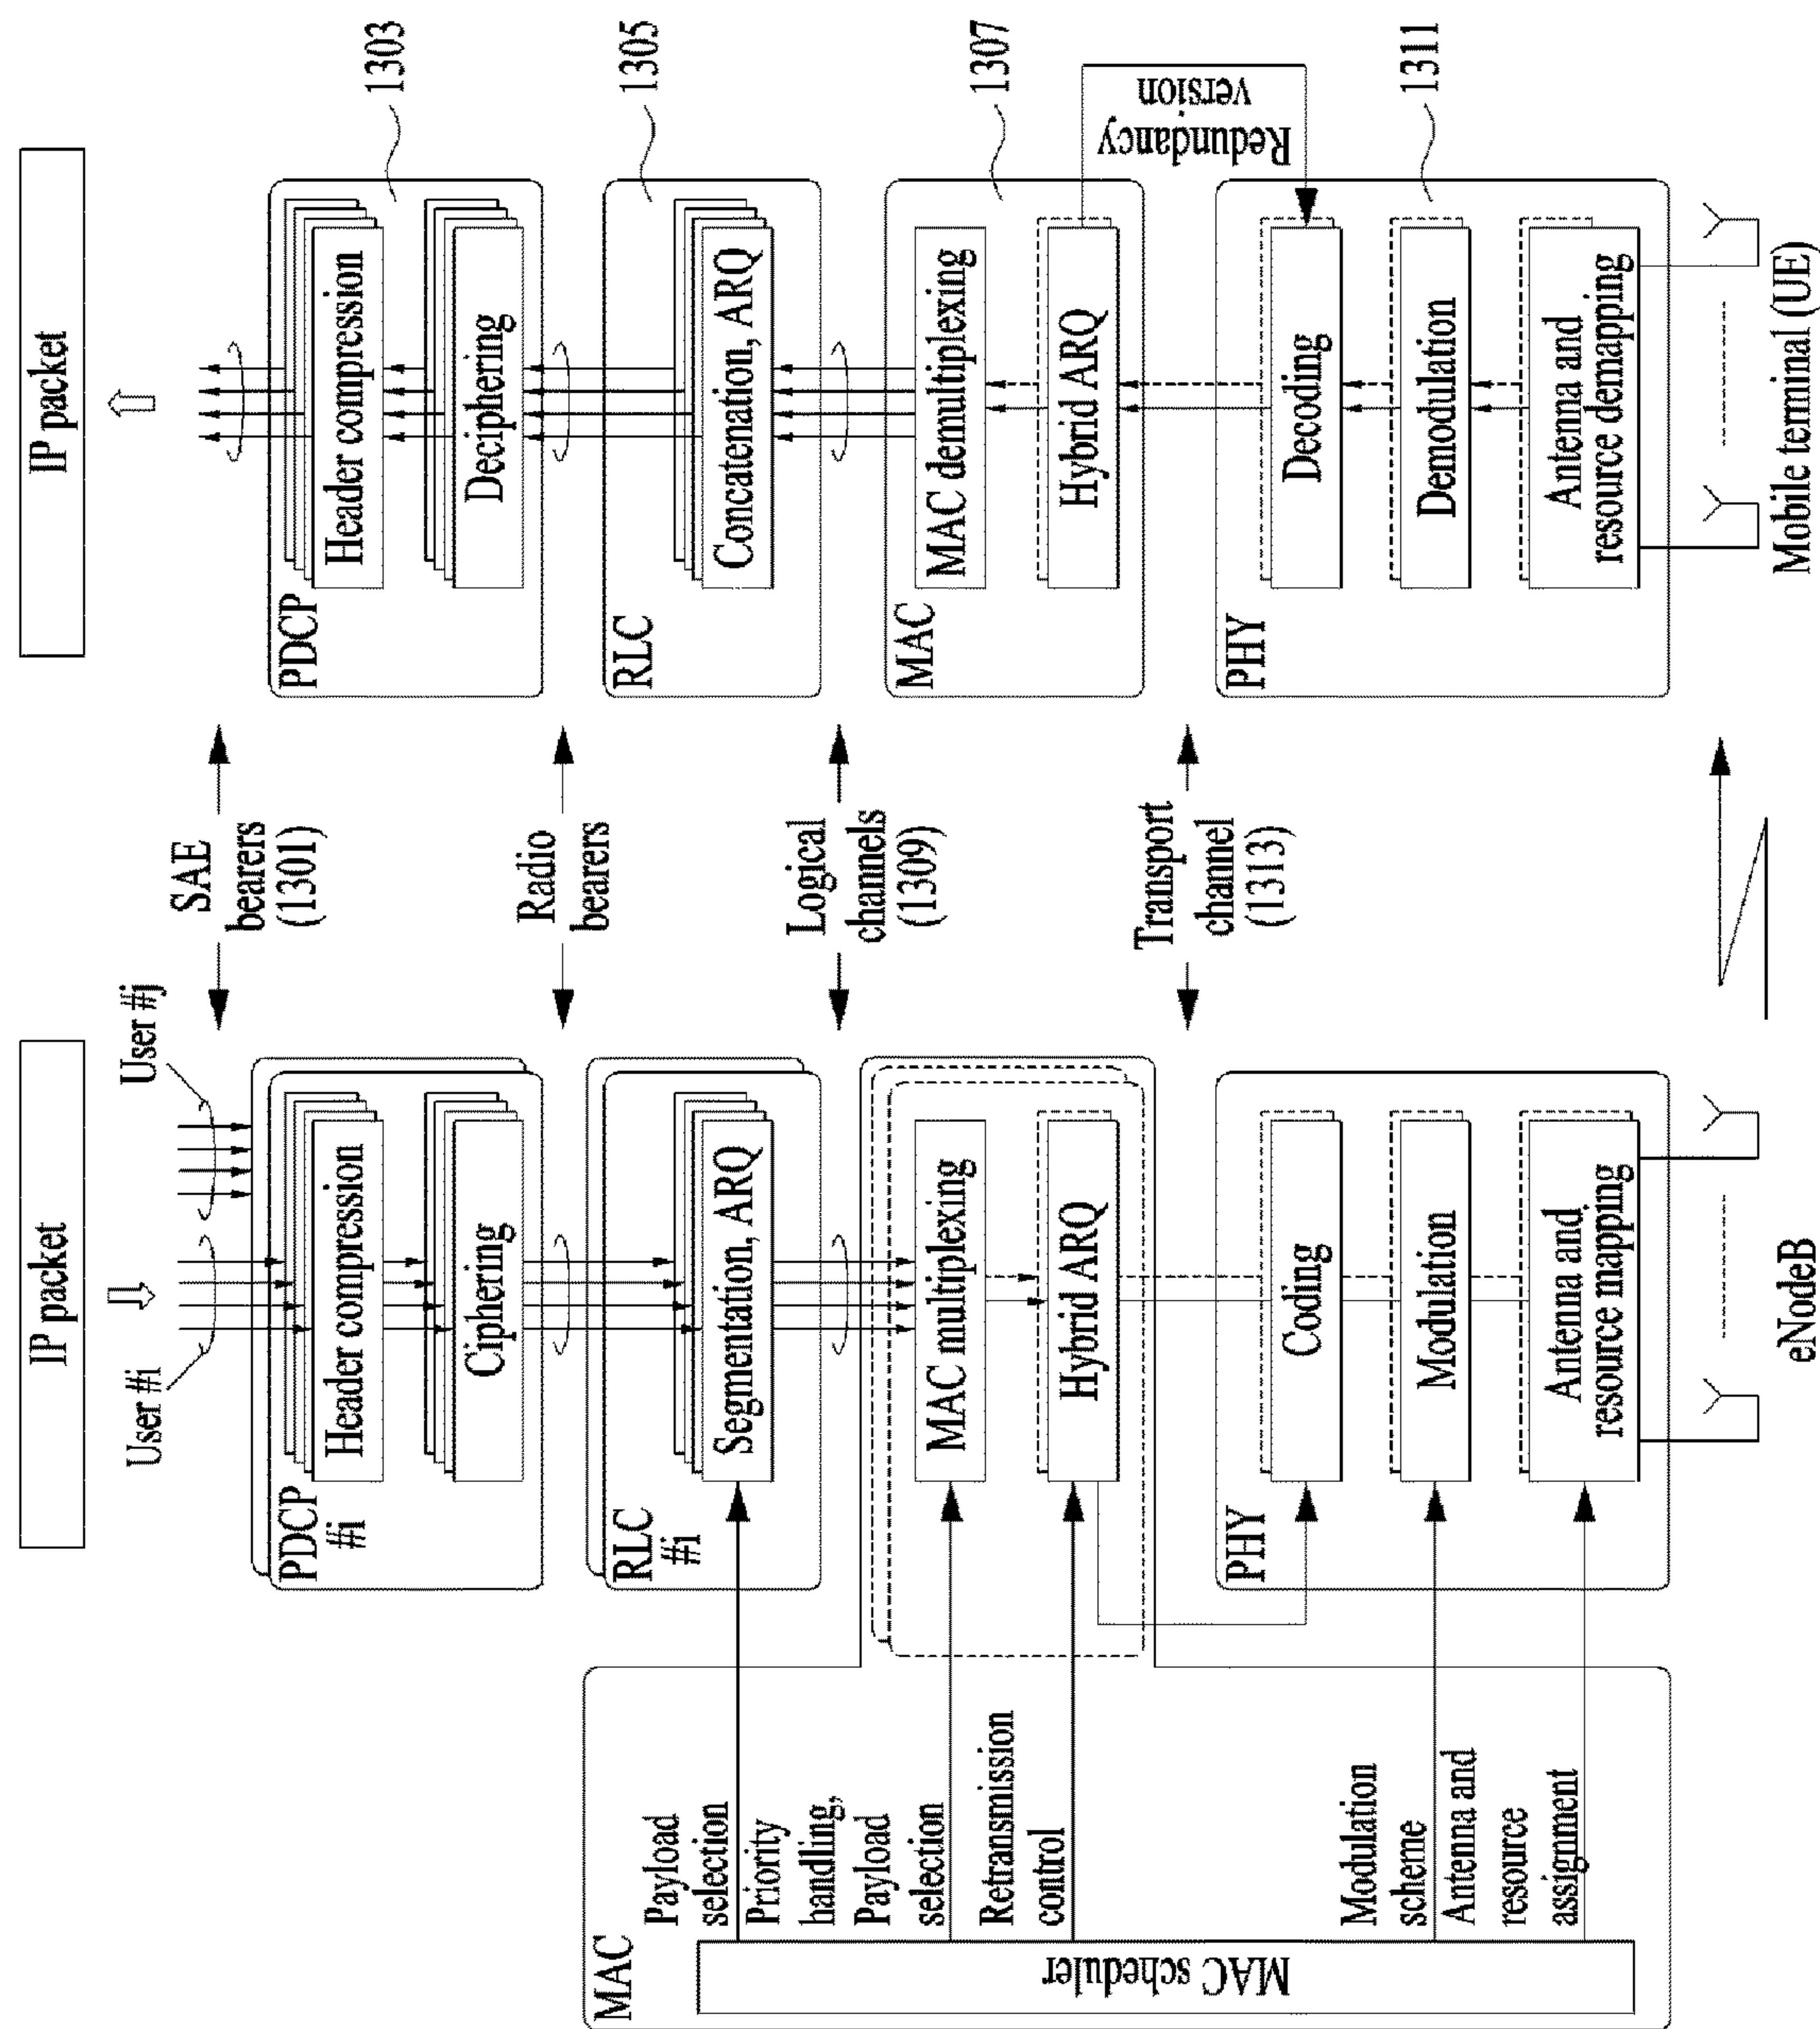 IP packet
User #i
User #j
PDCP
#i
Header compression
Ciphering
RLC
#i
Segmentation, ARQ
MAC
MAC scheduler
Payload
selection
Priority
handling,
Payload
selection
Retransmission
control
Modulation
scheme
Antenna and
resource
assignment
MAC multiplexing
Hybrid ARQ
PHY
Coding
Modulation
Antenna and
resource mapping
eNodeB
SAE
bearers
(1301)
Radio
bearers
Logical
channels
(1309)
Transport
channel
(1313)
IP packet
PDCP
Header compression
Deciphering
1303
RLC
Concatenation, ARQ
1305
MAC
MAC demultiplexing
Hybrid ARQ
1307
Redundancy
version
PHY
Decoding
Demodulation
Antenna and
resource demapping
1311
Mobile terminal (UE)